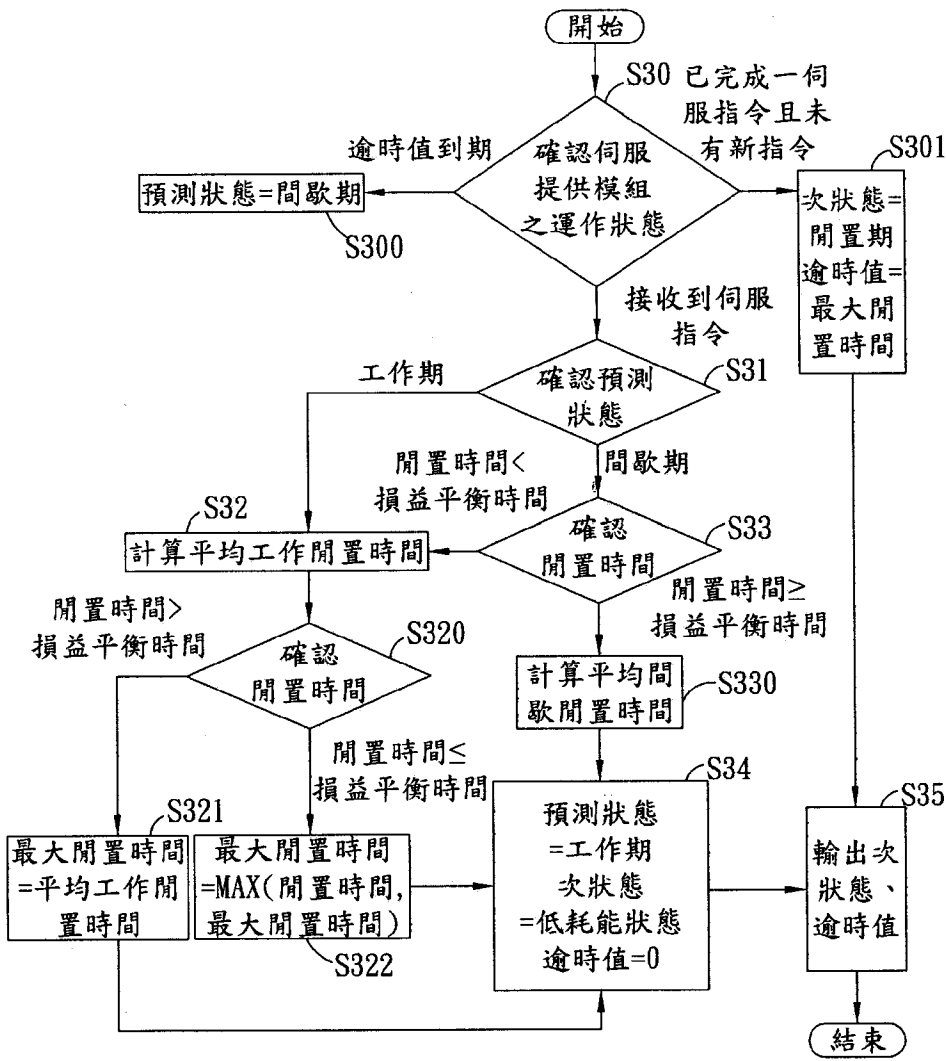 開始
S30
已完成一伺
服指令且未
有新指令
逾時值到期
確認伺服
提供模組
之運作狀態
S301
預測狀態=間歇期
S300
次狀態=
閒置期
逾時值=
最大閒
置時間
接收到伺服
指令
工作期
確認預測
狀態
S31
閒置時間<
損益平衡時間
間歇期
S32
計算平均工作閒置時間
確認
閒置時間
S33
閒置時間>
損益平衡時間
閒置時間≥
損益平衡時間
確認
閒置時間
S320
計算平均間
歇閒置時間
S330
閒置時間≤
損益平衡時間
S34
S321
最大閒置時間
=平均工作閒
置時間
最大閒置時間
=MAX(閒置時間,
最大閒置時間)
S322
預測狀態
=工作期
次狀態
=低耗能狀態
逾時值=0
S35
輸出次
狀態、
逾時值
結束